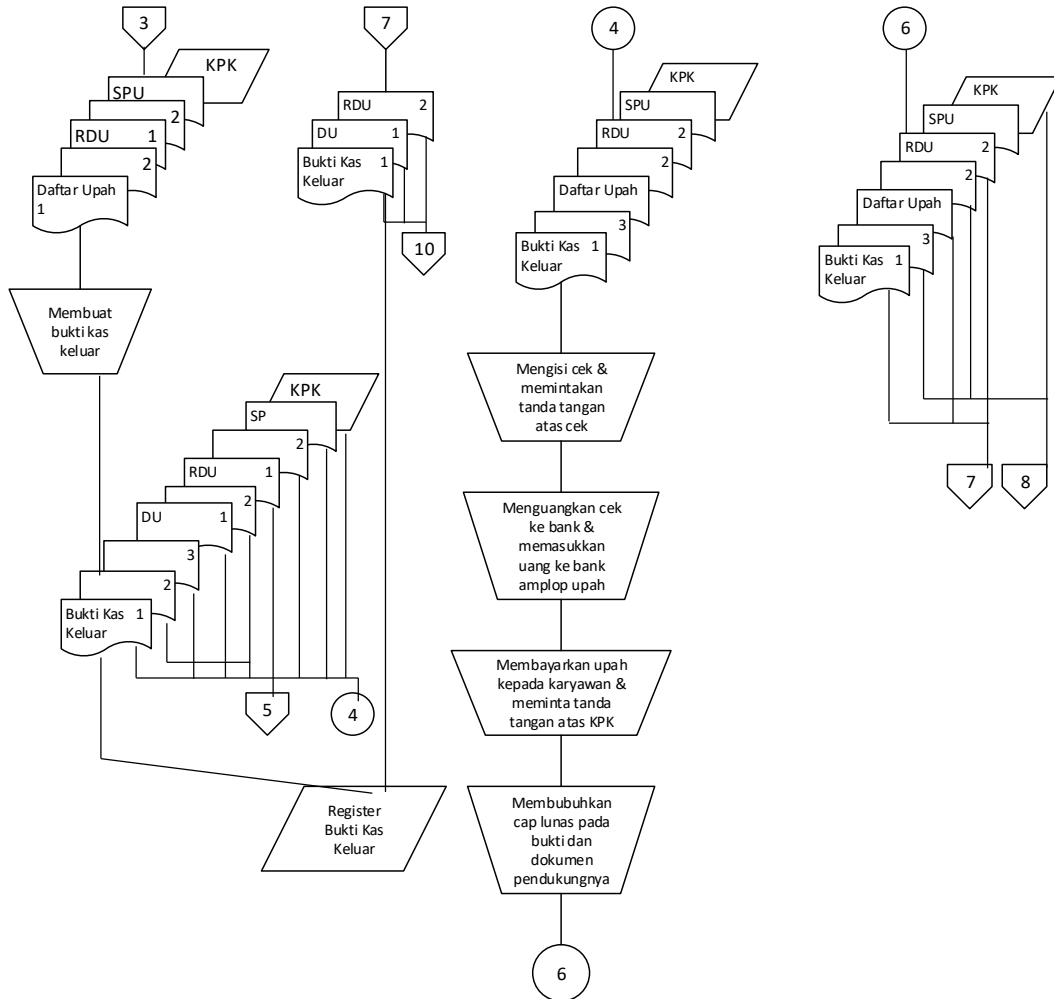 3
KPK
SPU
2
RDU 1
2
Daftar Upah
1
Membuat
bukti kas
keluar
KPK
SP
2
RDU 1
2
DU 1
3
2
Bukti Kas 1
Keluar
5
4
7
RDU 2
DU 1
Bukti Kas 1
Keluar
10
Register
Bukti Kas
Keluar
4
KPK
SPU
RDU 2
2
Daftar Upah
3
Bukti Kas 1
Keluar
Mengisi cek &
memintakan
tanda tangan
atas cek
Menguangkan cek
ke bank &
memasukkan
uang ke bank
amplop upah
Membayarkan upah
kepada karyawan &
meminta tanda
tangan atas KPK
Membubuhkan
cap lunas pada
bukti dan
dokumen
pendukungnya
6
6
KPK
SPU
RDU 2
2
Daftar Upah
3
Bukti Kas 1
Keluar
7
8